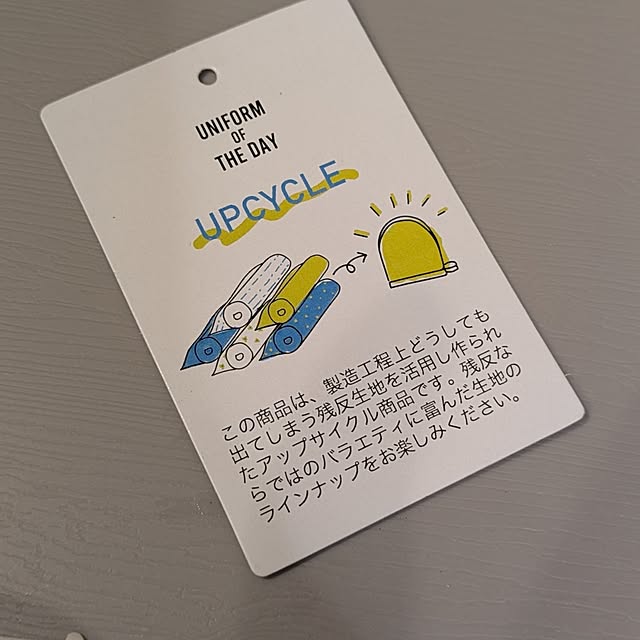 UNIFORM
OF
THE DAY
UPCYCLE
この商品は、製造工程上どうしても
出てしまう残反生地を活用し作られ
たアップサイクル商品です。残反な
らではのバラエティに富んだ生地の
ラインナップをお楽しみください。